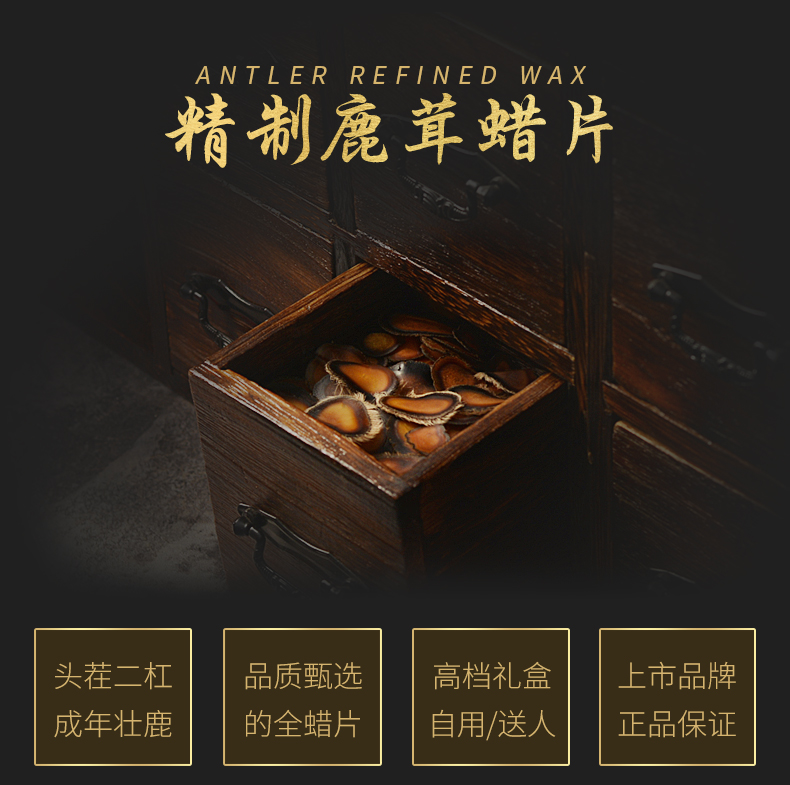 ANTLER REFINED WAX
精制鹿茸蜡片
头茬二杠
成年壮鹿
品质甄选
的全蜡片
高档礼盒
自用/送人
上市品牌
正品保证